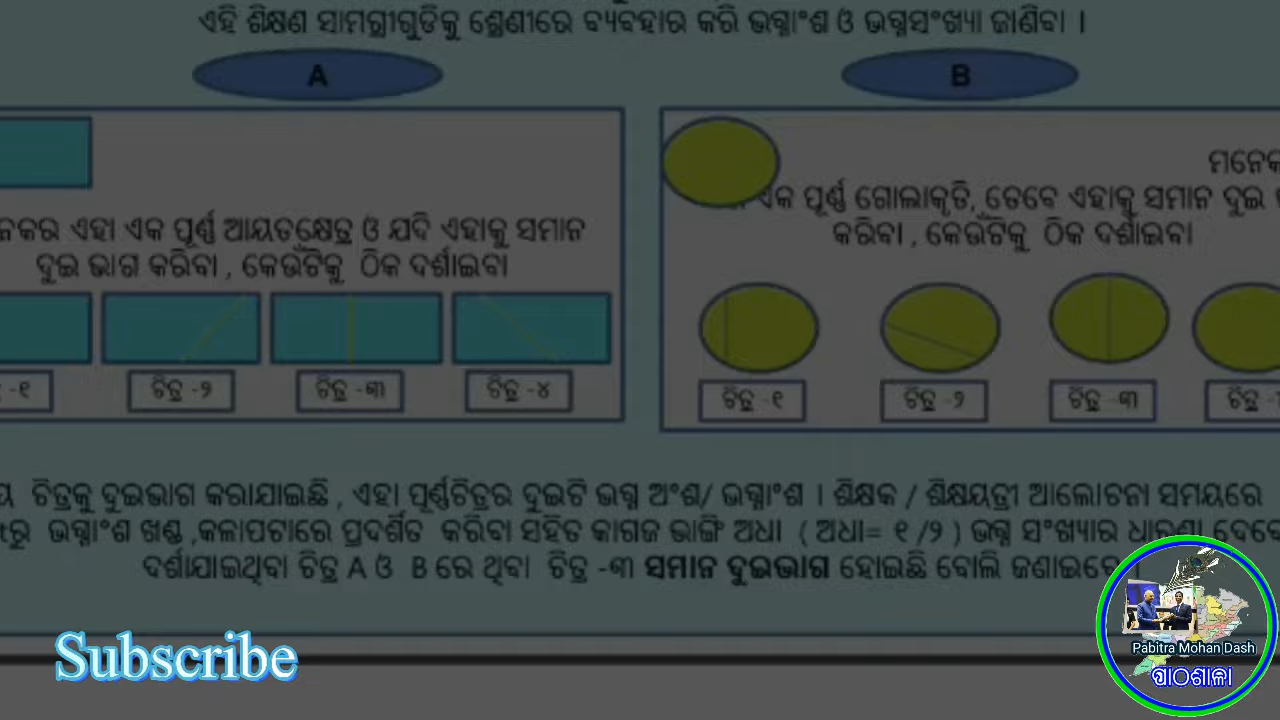 ଏହି ଶିକ୍ଷଣ ସାମଗ୍ରୀଗୁଡିକୁ ଶ୍ରେଣୀରେ ବ୍ୟବହାର କରି ଭଗ୍ନାଂଶ ଓ ଭଗ୍ନସଂଖ୍ୟା ଜାଣିବା ।
A
B
ମନେକ
ଏକ ପୂର୍ଣ୍ଣ ଗୋଲାକୃତି, ତେବେ ଏହାକୁ ସମାନ ଦୁଇ
କରିବା , କେଉଁଟିକୁ ଠିକ ଦର୍ଶାଇବା
ନକର ଏହା ଏକ ପୂର୍ଣ୍ଣ ଆୟତକ୍ଷେତ୍ର ଓ ଯଦି ଏହାକୁ ସମାନ
ଦୁଇ ଭାଗ କରିବା , କେଉଁଟିକୁ ଠିକ ଦର୍ଶାଇବା
-୧
ଚିତ୍ର -୨
ଚିତ୍ର -୩
ଚିତ୍ର -୪
ଚିତ୍ର -୧
ଚିତ୍ର -୨
ଚିତ୍ର -୩
ଚିତ୍ର -
ଚିତ୍ରକୁ ଦୁଇଭାଗ କରାଯାଇଛି , ଏହା ପୂର୍ଣ୍ଣଚିତ୍ରର ଦୁଇଟି ଭଗ୍ନ ଅଂଶ/ ଭଗ୍ନାଂଶ । ଶିକ୍ଷକ / ଶିକ୍ଷୟତ୍ରୀ ଆଲୋଚନା ସମୟରେ
ରୁ ଭଗ୍ନାଂଶ ଖଣ୍ଡ ,କଳାପଟାରେ ପ୍ରଦର୍ଶିତ କରିବା ସହିତ କାଗଜ ଭାଙ୍ଗି ଅଧା ( ଅଧା= ୧ /୨ ) ଭଗ୍ନ ସଂଖ୍ୟାର ଧାରଣା ଦେବେ
ଦର୍ଶାଯାଇଥିବା ଚିତ୍ର A ଓ B ରେ ଥିବା ଚିତ୍ର -୩ ସମାନ ଦୁଇଭାଗ ହୋଇଛି ବୋଲି ଜଣାଇବେ
Subscribe
Pabitra Mohan Dash
ପାଠଶାଳା